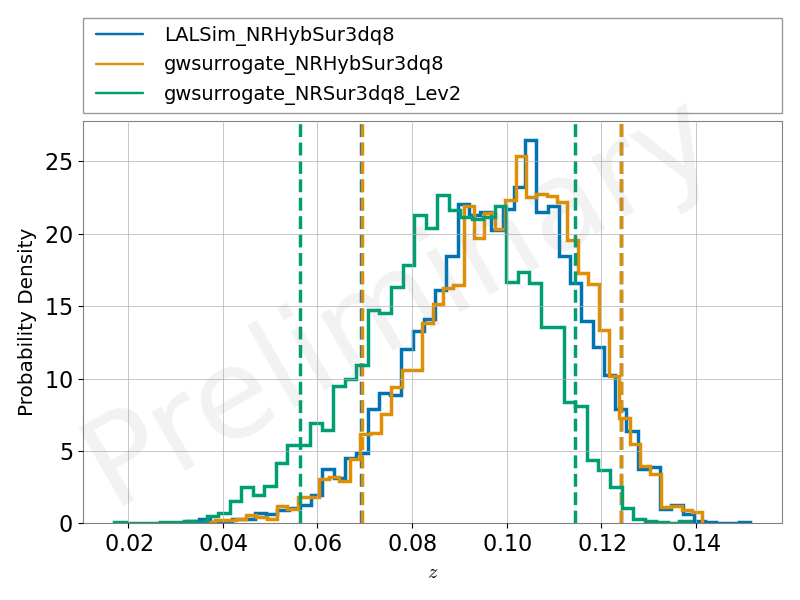 LALSim_NRHybSur3dq8
gwsurrogate_NRHybSur3dq8
gwsurrogate_NRSur3dq8_Lev2
Preliminary
Probability Density
25
20
15
10
5
0
0.02 0.04 0.06 0.08 0.10 0.12 0.14
z